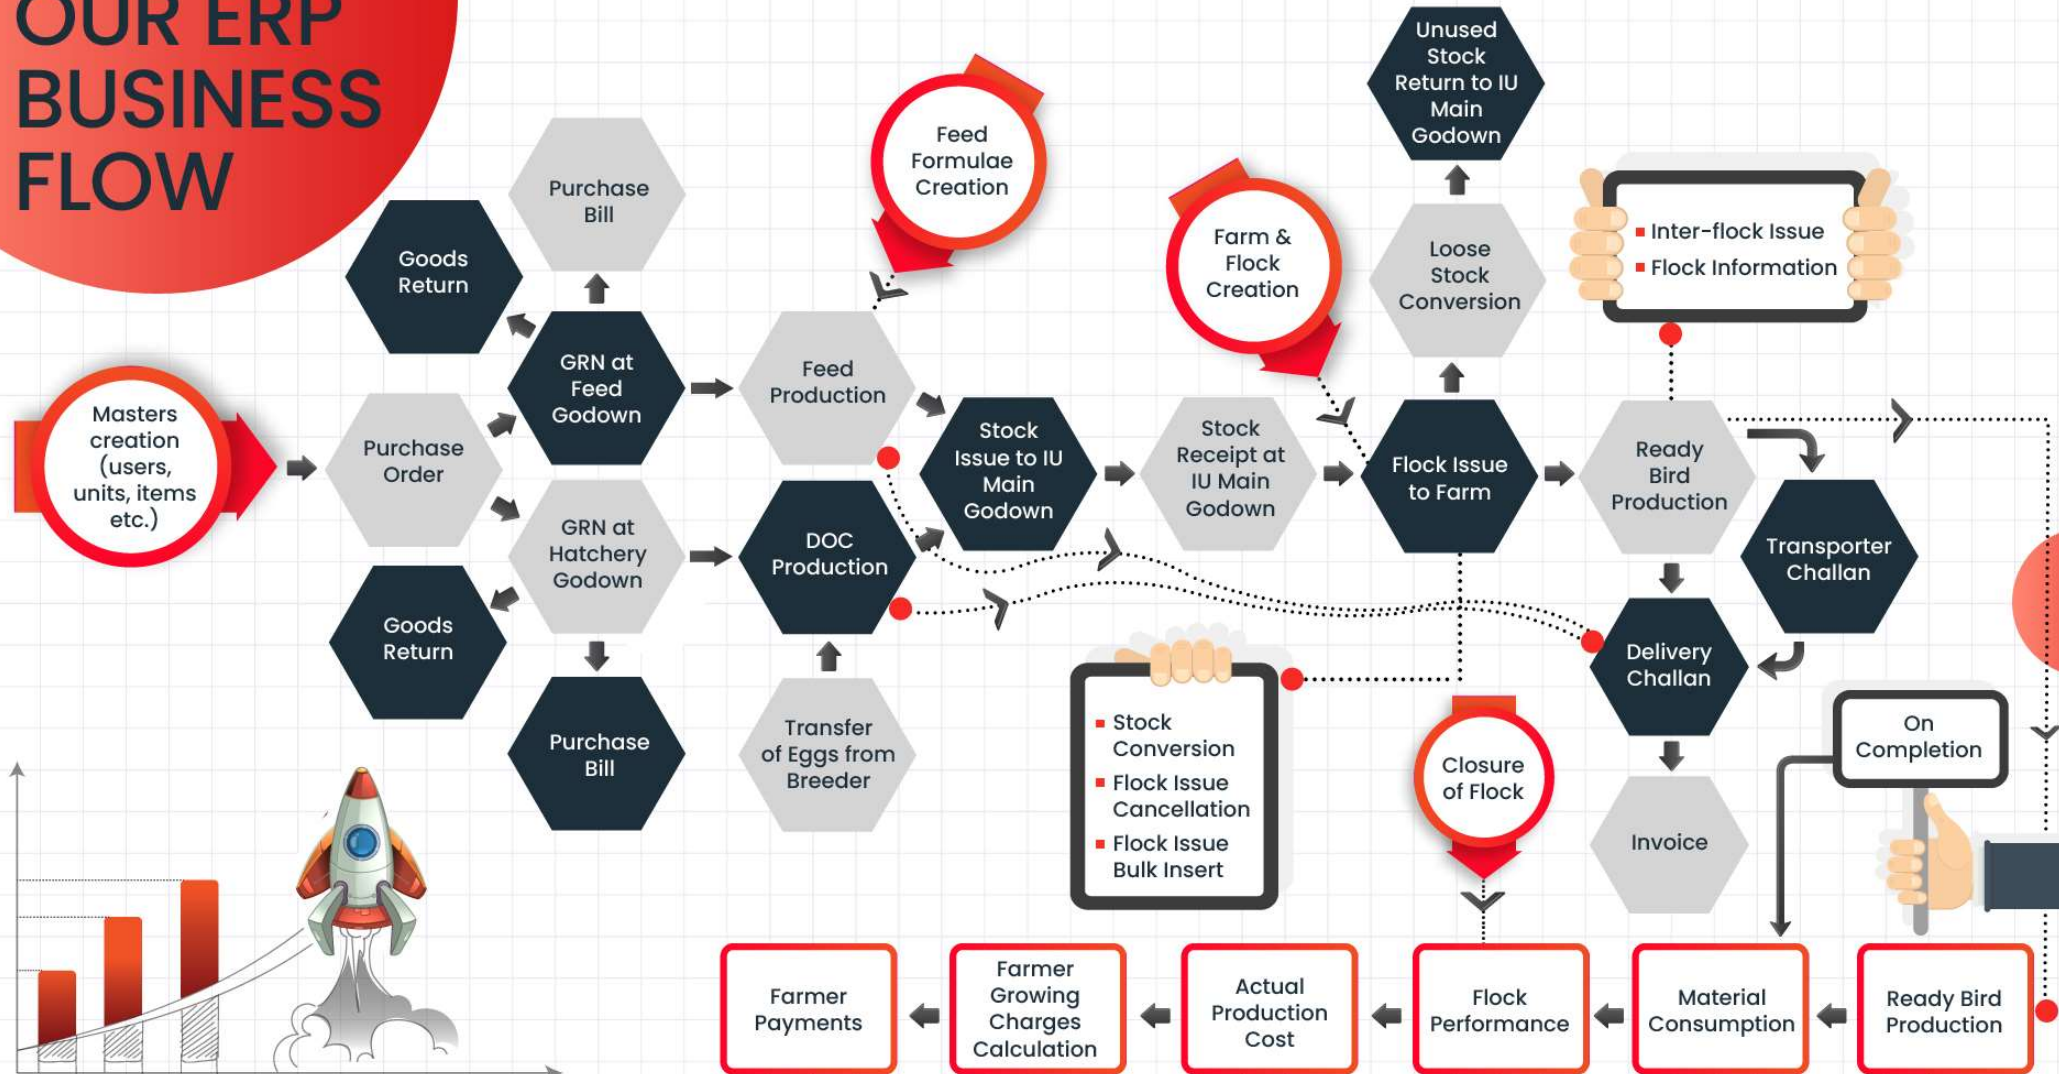 OUR ERP
BUSINESS
FLOW
Masters
creation
(users,
units, items
etc.)
Purchase
Order
Goods
Return
Purchase
Bill
GRN at
Feed
Godown
GRN at
Hatchery
Godown
Goods
Return
Purchase
Bill
Feed
Formulae
Creation
Feed
Production
DOC
Production
Transfer
of Eggs from
Breeder
Stock
Issue to IU
Main
Godown
Stock
Receipt at
IU Main
Godown
Farm &
Flock
Creation
Unused
Stock
Return to IU
Main
Godown
Loose
Stock
Conversion
Flock Issue
to Farm
Inter-flock Issue
Flock Information
Ready
Bird
Production
Transporter
Challan
Delivery
Challan
Invoice
Stock
Conversion
Flock Issue
Cancellation
Flock Issue
Bulk Insert
Closure
of Flock
On
Completion
Farmer
Payments
Farmer
Growing
Charges
Calculation
Actual
Production
Cost
Flock
Performance
Material
Consumption
Ready Bird
Production